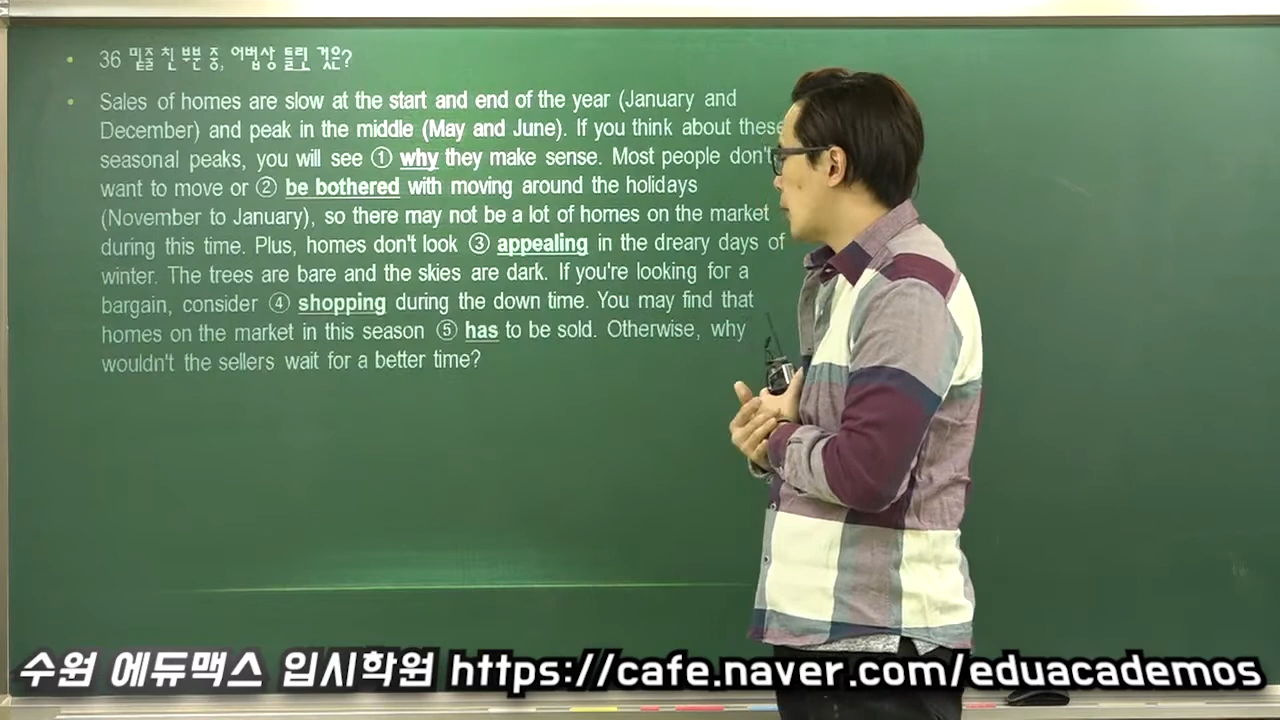 36 밑줄 친 부분 중, 어법상 틀린 것은?
Sales of homes are slow at the start and end of the year (January and
December) and peak in the middle (May and June). If you think about these
seasonal peaks, you will see ① why they make sense. Most people don't
want to move or ② be bothered with moving around the holidays
(November to January), so there may not be a lot of homes on the market
during this time. Plus, homes don't look ③ appealing in the dreary days of
winter. The trees are bare and the skies are dark. If you're looking for a
bargain, consider ④ shopping during the down time. You may find that
homes on the market in this season ⑤ has to be sold. Otherwise, why
wouldn't the sellers wait for a better time?
수원 에듀맥스 입시학원 https://cafe.naver.com/eduacademos